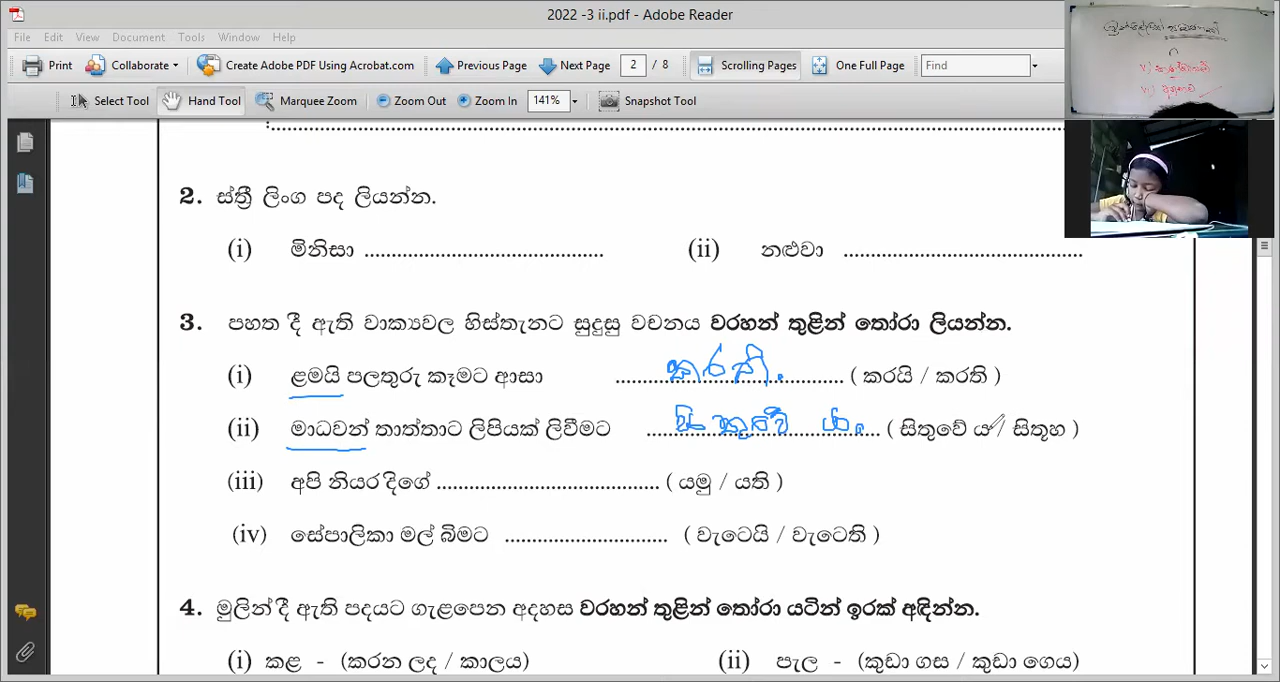 2022 -3 ii.pdf - Adobe Reader
File Edit View Document Tools Window Help
Print Collaborate Create Adobe PDF Using Acrobat.com Previous Page Next Page 2 / 8 Scrolling Pages One Full Page Find
Select Tool Hand Tool Marquee Zoom Zoom Out Zoom In 141% Snapshot Tool
:..................................................
2. ස්ත්‍රී ලිංග පද ලියන්න.
(i) මිනිසා ........................................ (ii) නළුවා ........................................
3. පහත දී ඇති වාක්‍යවල හිස්තැනට සුදුසු වචනය වරහන් තුළින් තෝරා ලියන්න.
(i) ළමයි පලතුරු කෑමට ආසා කරති. ( කරයි / කරති )
(ii) මාධවන් තාත්තාට ලිපියක් ලිවීමට සිතුවේ ය. ( සිතුවේ ය / සිතූහ )
(iii) අපි නියර දිගේ ...................................... ( යමු / යති )
(iv) සේපාලිකා මල් බිමට ............................ ( වැටෙයි / වැටෙති )
4. මුලින් දී ඇති පදයට ගැළපෙන අදහස වරහන් තුළින් තෝරා යටින් ඉරක් අඳින්න.
(i) කළ - (කරන ලද / කාලය) (ii) පැල - (කුඩා ගස / කුඩා ගෙය)